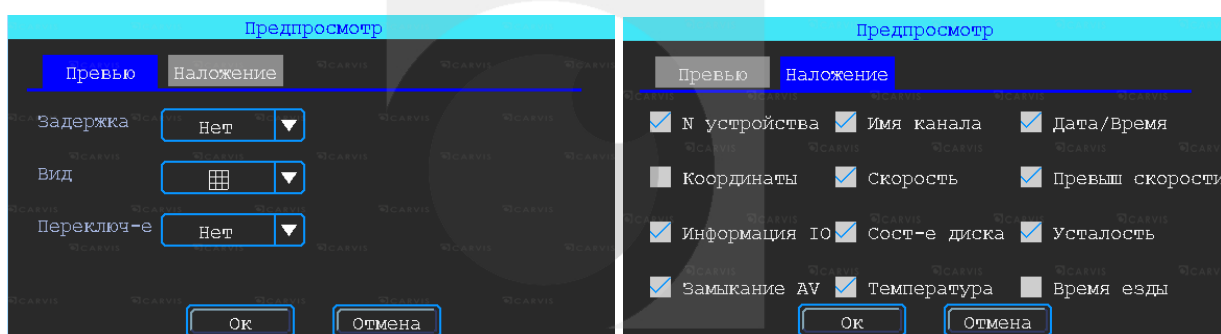 Предпросмотр
Превью Наложение
Задержка Нет
Вид
Переключ-е Нет
Ок Отмена
Предпросмотр
Превью Наложение
N устройства Имя канала Дата/Время
Координаты Скорость Превыш скорости
Информация IO Сост-е диска Усталость
Замыкание AV Температура Время езды
Ок Отмена
CARVIS